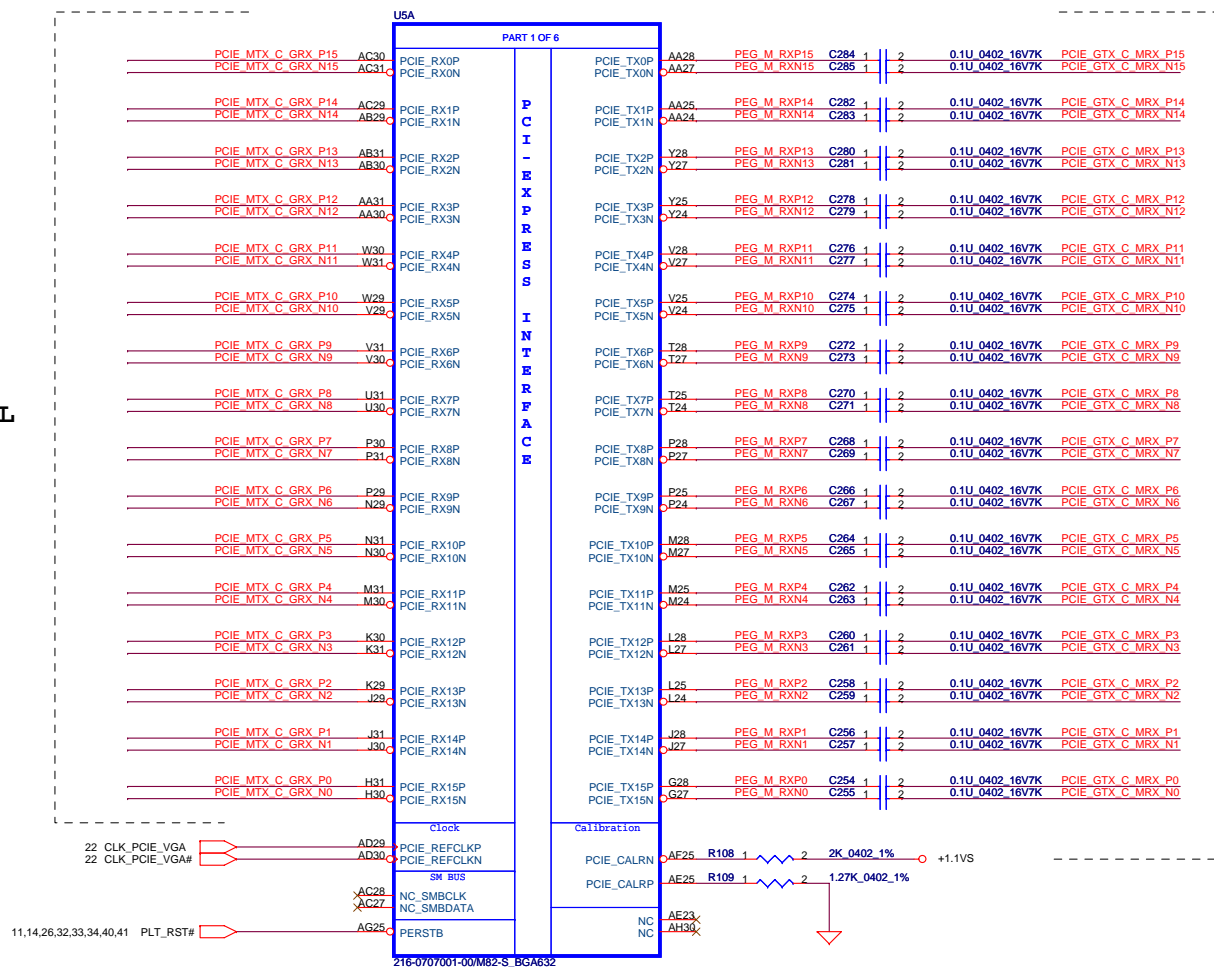 U5A
PART 1 OF 6
PCIE_MTX_C_GRX_P15 AC30 PCIE_RX0P PCIE_TX0P AA28 PEG_M_RXP15 C284 1 2 0.1U_0402_16V7K PCIE_GTX_C_MRX_P15
PCIE_MTX_C_GRX_N15 AC31 PCIE_RX0N PCIE_TX0N AA27 PEG_M_RXN15 C285 1 2 0.1U_0402_16V7K PCIE_GTX_C_MRX_N15
PCIE_MTX_C_GRX_P14 AC29 PCIE_RX1P PCIE_TX1P AA25 PEG_M_RXP14 C282 1 2 0.1U_0402_16V7K PCIE_GTX_C_MRX_P14
PCIE_MTX_C_GRX_N14 AB29 PCIE_RX1N PCIE_TX1N AA24 PEG_M_RXN14 C283 1 2 0.1U_0402_16V7K PCIE_GTX_C_MRX_N14
PCIE_MTX_C_GRX_P13 AB31 PCIE_RX2P PCIE_TX2P Y28 PEG_M_RXP13 C280 1 2 0.1U_0402_16V7K PCIE_GTX_C_MRX_P13
PCIE_MTX_C_GRX_N13 AB30 PCIE_RX2N PCIE_TX2N Y27 PEG_M_RXN13 C281 1 2 0.1U_0402_16V7K PCIE_GTX_C_MRX_N13
PCIE_MTX_C_GRX_P12 AA31 PCIE_RX3P PCIE_TX3P Y25 PEG_M_RXP12 C278 1 2 0.1U_0402_16V7K PCIE_GTX_C_MRX_P12
PCIE_MTX_C_GRX_N12 AA30 PCIE_RX3N PCIE_TX3N Y24 PEG_M_RXN12 C279 1 2 0.1U_0402_16V7K PCIE_GTX_C_MRX_N12
PCIE_MTX_C_GRX_P11 W30 PCIE_RX4P PCIE_TX4P V28 PEG_M_RXP11 C276 1 2 0.1U_0402_16V7K PCIE_GTX_C_MRX_P11
PCIE_MTX_C_GRX_N11 W31 PCIE_RX4N PCIE_TX4N V27 PEG_M_RXN11 C277 1 2 0.1U_0402_16V7K PCIE_GTX_C_MRX_N11
PCIE_MTX_C_GRX_P10 W29 PCIE_RX5P PCIE_TX5P V25 PEG_M_RXP10 C274 1 2 0.1U_0402_16V7K PCIE_GTX_C_MRX_P10
PCIE_MTX_C_GRX_N10 V29 PCIE_RX5N PCIE_TX5N V24 PEG_M_RXN10 C275 1 2 0.1U_0402_16V7K PCIE_GTX_C_MRX_N10
PCIE_MTX_C_GRX_P9 V31 PCIE_RX6P PCIE_TX6P T28 PEG_M_RXP9 C272 1 2 0.1U_0402_16V7K PCIE_GTX_C_MRX_P9
PCIE_MTX_C_GRX_N9 V30 PCIE_RX6N PCIE_TX6N T27 PEG_M_RXN9 C273 1 2 0.1U_0402_16V7K PCIE_GTX_C_MRX_N9
PCIE_MTX_C_GRX_P8 U31 PCIE_RX7P PCIE_TX7P T25 PEG_M_RXP8 C270 1 2 0.1U_0402_16V7K PCIE_GTX_C_MRX_P8
PCIE_MTX_C_GRX_N8 U30 PCIE_RX7N PCIE_TX7N T24 PEG_M_RXN8 C271 1 2 0.1U_0402_16V7K PCIE_GTX_C_MRX_N8
L
PCIE_MTX_C_GRX_P7 P30 PCIE_RX8P PCIE_TX8P P28 PEG_M_RXP7 C268 1 2 0.1U_0402_16V7K PCIE_GTX_C_MRX_P7
PCIE_MTX_C_GRX_N7 P31 PCIE_RX8N PCIE_TX8N P27 PEG_M_RXN7 C269 1 2 0.1U_0402_16V7K PCIE_GTX_C_MRX_N7
PCIE_MTX_C_GRX_P6 P29 PCIE_RX9P PCIE_TX9P P25 PEG_M_RXP6 C266 1 2 0.1U_0402_16V7K PCIE_GTX_C_MRX_P6
PCIE_MTX_C_GRX_N6 N29 PCIE_RX9N PCIE_TX9N P24 PEG_M_RXN6 C267 1 2 0.1U_0402_16V7K PCIE_GTX_C_MRX_N6
PCIE_MTX_C_GRX_P5 N31 PCIE_RX10P PCIE_TX10P M28 PEG_M_RXP5 C264 1 2 0.1U_0402_16V7K PCIE_GTX_C_MRX_P5
PCIE_MTX_C_GRX_N5 N30 PCIE_RX10N PCIE_TX10N M27 PEG_M_RXN5 C265 1 2 0.1U_0402_16V7K PCIE_GTX_C_MRX_N5
PCIE_MTX_C_GRX_P4 M31 PCIE_RX11P PCIE_TX11P M25 PEG_M_RXP4 C262 1 2 0.1U_0402_16V7K PCIE_GTX_C_MRX_P4
PCIE_MTX_C_GRX_N4 M30 PCIE_RX11N PCIE_TX11N M24 PEG_M_RXN4 C263 1 2 0.1U_0402_16V7K PCIE_GTX_C_MRX_N4
PCIE_MTX_C_GRX_P3 K30 PCIE_RX12P PCIE_TX12P L28 PEG_M_RXP3 C260 1 2 0.1U_0402_16V7K PCIE_GTX_C_MRX_P3
PCIE_MTX_C_GRX_N3 K31 PCIE_RX12N PCIE_TX12N L27 PEG_M_RXN3 C261 1 2 0.1U_0402_16V7K PCIE_GTX_C_MRX_N3
PCIE_MTX_C_GRX_P2 K29 PCIE_RX13P PCIE_TX13P L25 PEG_M_RXP2 C258 1 2 0.1U_0402_16V7K PCIE_GTX_C_MRX_P2
PCIE_MTX_C_GRX_N2 J29 PCIE_RX13N PCIE_TX13N L24 PEG_M_RXN2 C259 1 2 0.1U_0402_16V7K PCIE_GTX_C_MRX_N2
PCIE_MTX_C_GRX_P1 J31 PCIE_RX14P PCIE_TX14P J28 PEG_M_RXP1 C256 1 2 0.1U_0402_16V7K PCIE_GTX_C_MRX_P1
PCIE_MTX_C_GRX_N1 J30 PCIE_RX14N PCIE_TX14N J27 PEG_M_RXN1 C257 1 2 0.1U_0402_16V7K PCIE_GTX_C_MRX_N1
PCIE_MTX_C_GRX_P0 H31 PCIE_RX15P PCIE_TX15P G28 PEG_M_RXP0 C254 1 2 0.1U_0402_16V7K PCIE_GTX_C_MRX_P0
PCIE_MTX_C_GRX_N0 H30 PCIE_RX15N PCIE_TX15N G27 PEG_M_RXN0 C255 1 2 0.1U_0402_16V7K PCIE_GTX_C_MRX_N0
PCI-EXPRESS INTERFACE
Clock Calibration
22 CLK_PCIE_VGA AD29 PCIE_REFCLKP
22 CLK_PCIE_VGA# AD30 PCIE_REFCLKN PCIE_CALRN AF25 R108 1 2 2K_0402_1% +1.1VS
SM BUS
PCIE_CALRP AE25 R109 1 2 1.27K_0402_1%
AC28 NC_SMBCLK
AC27 NC_SMBDATA
NC AE23
11,14,26,32,33,34,40,41 PLT_RST# AG25 PERSTB NC AH30
216-0707001-00/M82-S_BGA632